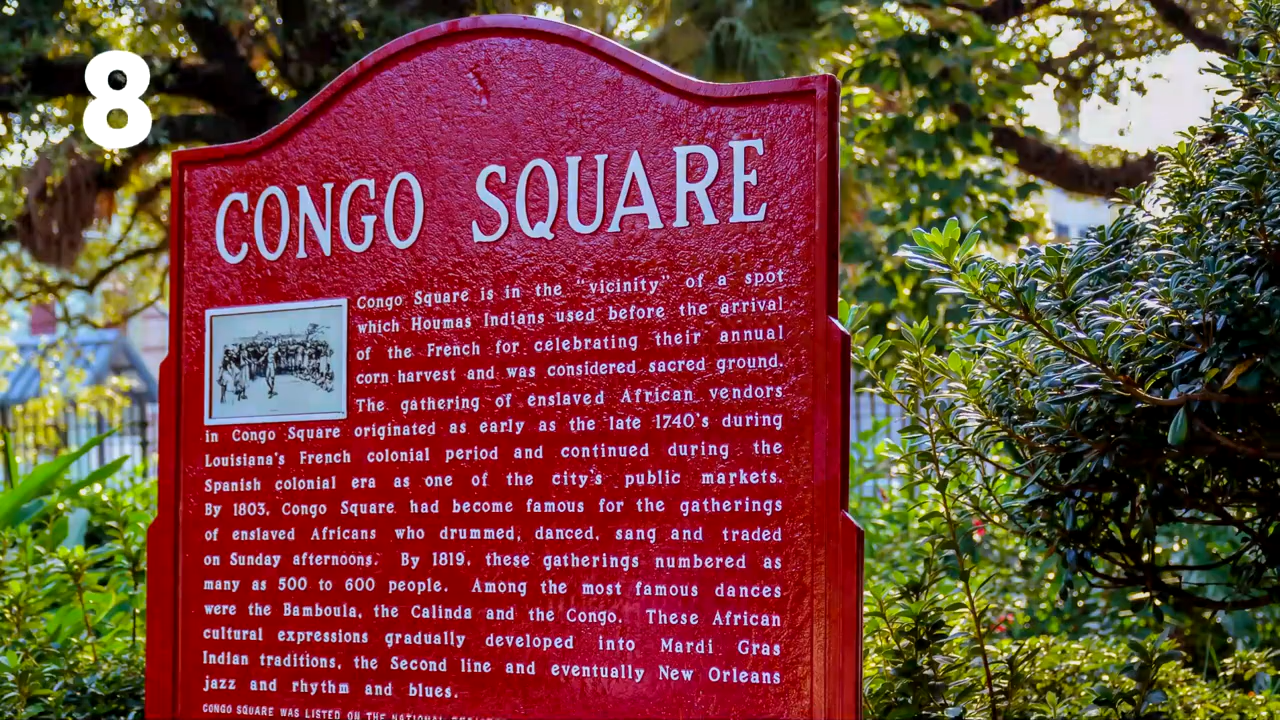 8
CONGO SQUARE
Congo Square is in the "vicinity" of a spot
which Houmas Indians used before the arrival
of the French for celebrating their annual
corn harvest and was considered sacred ground.
The gathering of enslaved African vendors
in Congo Square originated as early as the late 1740's during
Louisiana's French colonial period and continued during the
Spanish colonial era as one of the city's public markets.
By 1803, Congo Square had become famous for the gatherings
of enslaved Africans who drummed, danced, sang and traded
on Sunday afternoons. By 1819, these gatherings numbered as
many as 500 to 600 people. Among the most famous dances
were the Bamboula, the Calinda and the Congo. These African
cultural expressions gradually developed into Mardi Gras
Indian traditions, the Second line and eventually New Orleans
jazz and rhythm and blues.
CONGO SQUARE WAS LISTED ON THE NATIONAL